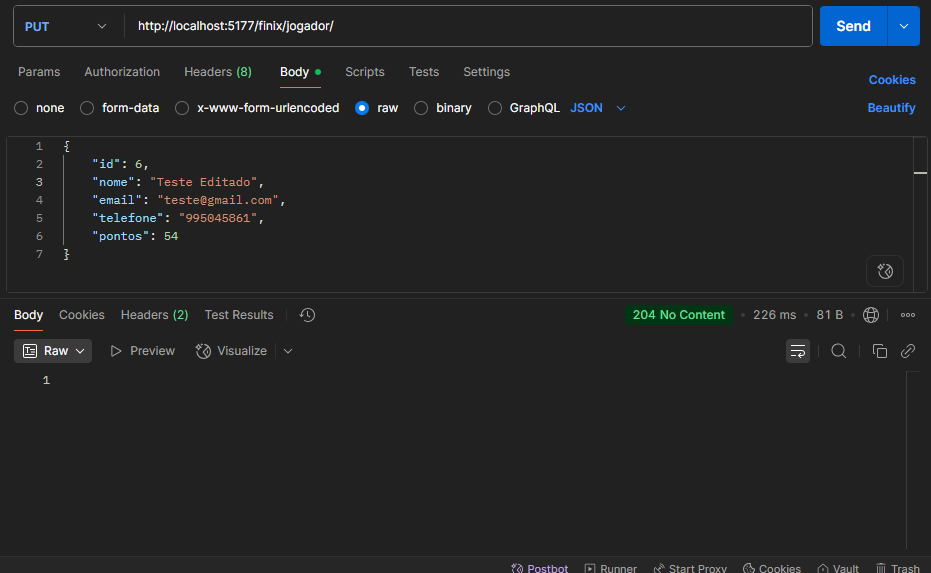 PUT http://localhost:5177/finix/jogador/ Send
Params Authorization Headers (8) Body Scripts Tests Settings Cookies
none form-data x-www-form-urlencoded raw binary GraphQL JSON Beautify
1 {
2 "id": 6,
3 "nome": "Teste Editado",
4 "email": "teste@gmail.com",
5 "telefone": "995045861",
6 "pontos": 54
7 }
Body Cookies Headers (2) Test Results 204 No Content 226 ms 81 B
Raw Preview Visualize
1
Postbot Runner Start Proxy Cookies Vault Trash